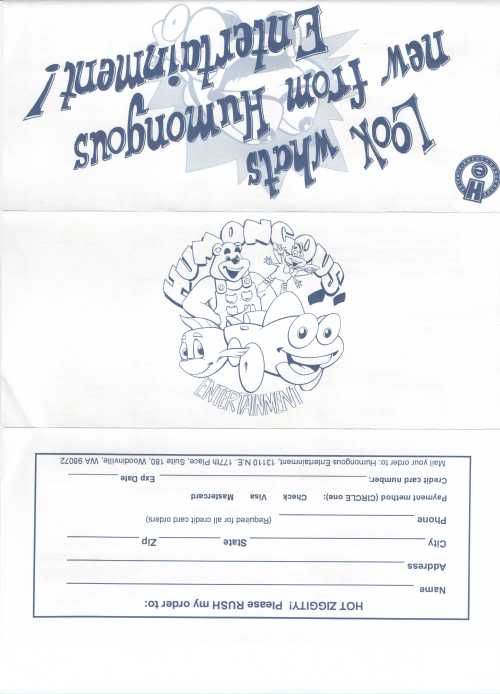 Look what's
new from Humongous
Entertainment!
He
HUMONGOUS
ENTERTAINMENT
HOT ZIGGITY! Please RUSH my order to:
Name
Address
City State Zip
Phone (Required for all credit card orders)
Payment method (CIRCLE one): Check Visa Mastercard
Credit card number: Exp Date
Mail your order to: Humongous Entertainment, 13110 N.E. 177th Place, Suite, 180, Woodinville, WA 98072